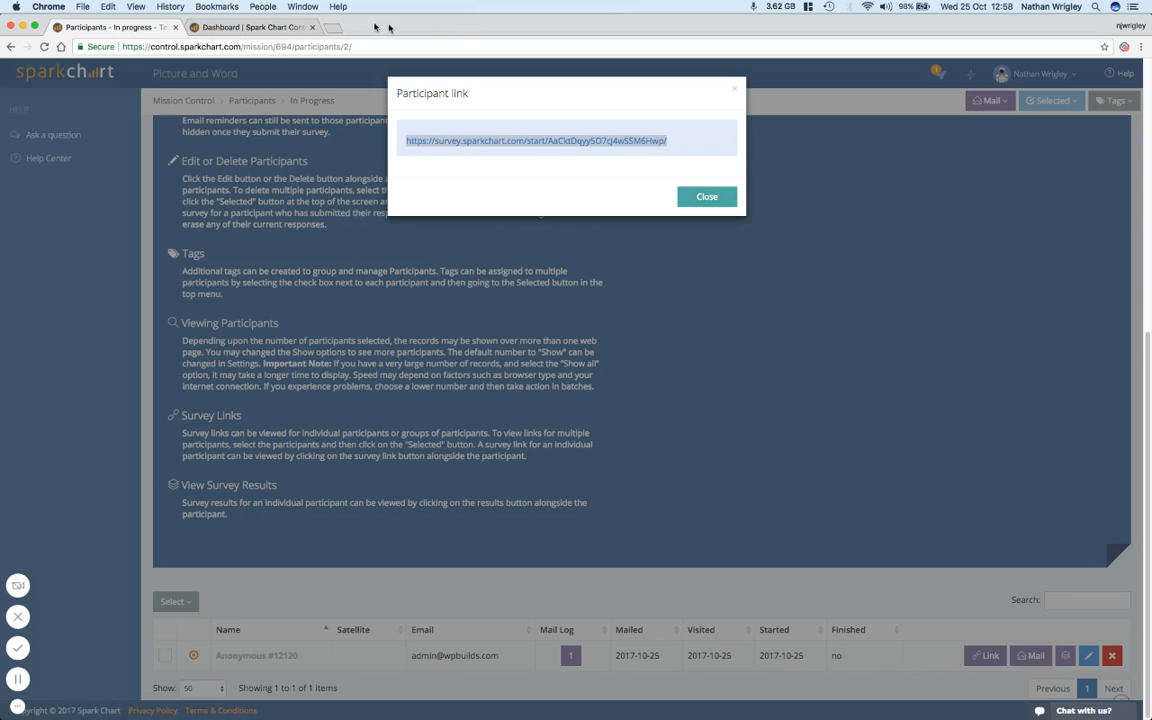 Chrome File Edit View History Bookmarks People Window Help 3.62 GB 98% Wed 25 Oct 12:58 Nathan Wrigley
Participants - In progress - Te Dashboard | Spark Chart Cont njwrigley
Secure https://control.sparkchart.com/mission/694/participants/2/
sparkchart Picture and Word 1 Nathan Wrigley Help
Participant link
Mission Control Participants In Progress Mail Selected Tags
HELP
Ask a question
Help Center
https://survey.sparkchart.com/start/AaCktDqyy5O7cJ4wSSM6Hwp/
Close
Email reminders can still be sent to those participants
hidden once they submit their survey.
Edit or Delete Participants
Click the Edit button or the Delete button alongside a
participants. To delete multiple participants, select th
click the "Selected" button at the top of the screen an
survey for a participant who has submitted their res
erase any of their current responses.
Tags
Additional tags can be created to group and manage Participants. Tags can be assigned to multiple
participants by selecting the check box next to each participant and then going to the Selected button in the
top menu.
Viewing Participants
Depending upon the number of participants selected, the records may be shown over more than one web
page. You may changed the Show options to see more participants. The default number to "Show" can be
changed in Settings. Important Note: If you have a very large number of records, and select the "Show all"
option, it may take a longer time to display. Speed may depend on factors such as browser type and your
internet connection. If you experience problems, choose a lower number and then take action in batches.
Survey Links
Survey links can be viewed for individual participants or groups of participants. To view links for multiple
participants, select the participants and then click on the "Selected" button. A survey link for an individual
participant can be viewed by clicking on the survey link button alongside the participant.
View Survey Results
Survey results for an individual participant can be viewed by clicking on the results button alongside the
participant.
Select Search:
Name Satellite Email Mail Log Mailed Visited Started Finished
Anonymous #12120 admin@wpbuilds.com 1 2017-10-25 2017-10-25 2017-10-25 no Link Mail
Show: 50 Showing 1 to 1 of 1 items Previous 1 Next
Copyright © 2017 Spark Chart Privacy Policy Terms & Conditions Chat with us?